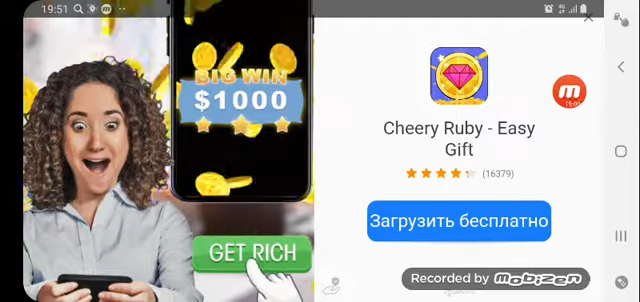 19:51
BIG WIN
$1000
GET RICH
Cheery Ruby - Easy
Gift
(16379)
Загрузить бесплатно
m
Recorded by mobizen